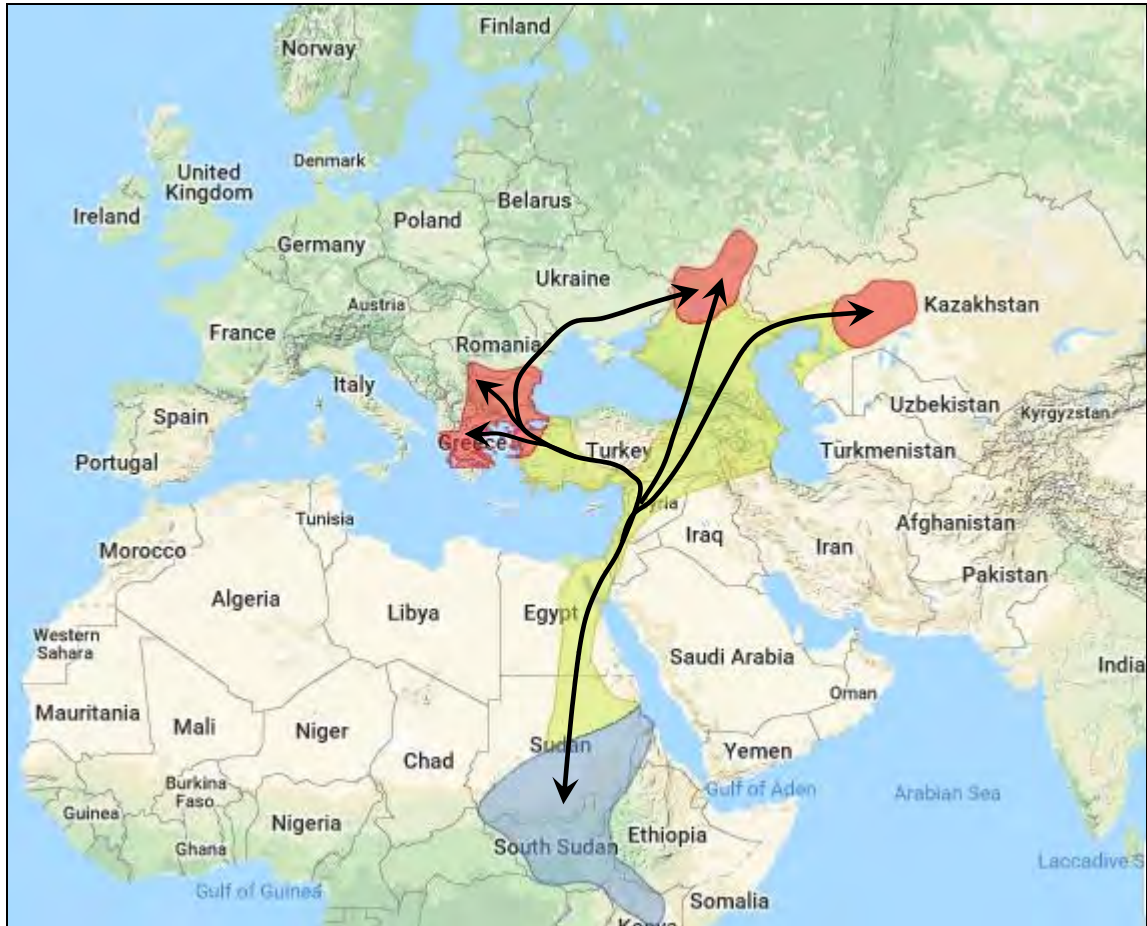 Finland
Norway
Denmark
United
Kingdom
Ireland
Belarus
Poland
Germany
Ukraine
Austria
Kazakhstan
France
Romania
Italy
Uzbekistan
Kyrgyzstan
Spain
Greece
Turkey
Türkmenistan
Portugal
Tunisia
Syria
Afghanistan
Morocco
Iraq
Iran
Pakistan
Algeria
Libya
Egypt
Western
Sahara
Saudi Arabia
India
Oman
Mauritania
Mali
Niger
Sudan
Yemen
Chad
Burkina
Faso
Gulf of Aden
Arabian Sea
Guinea
Nigeria
Ethiopia
Ghana
South Sudan
Laccadive S
Gulf of Guinea
Somalia
Kenya